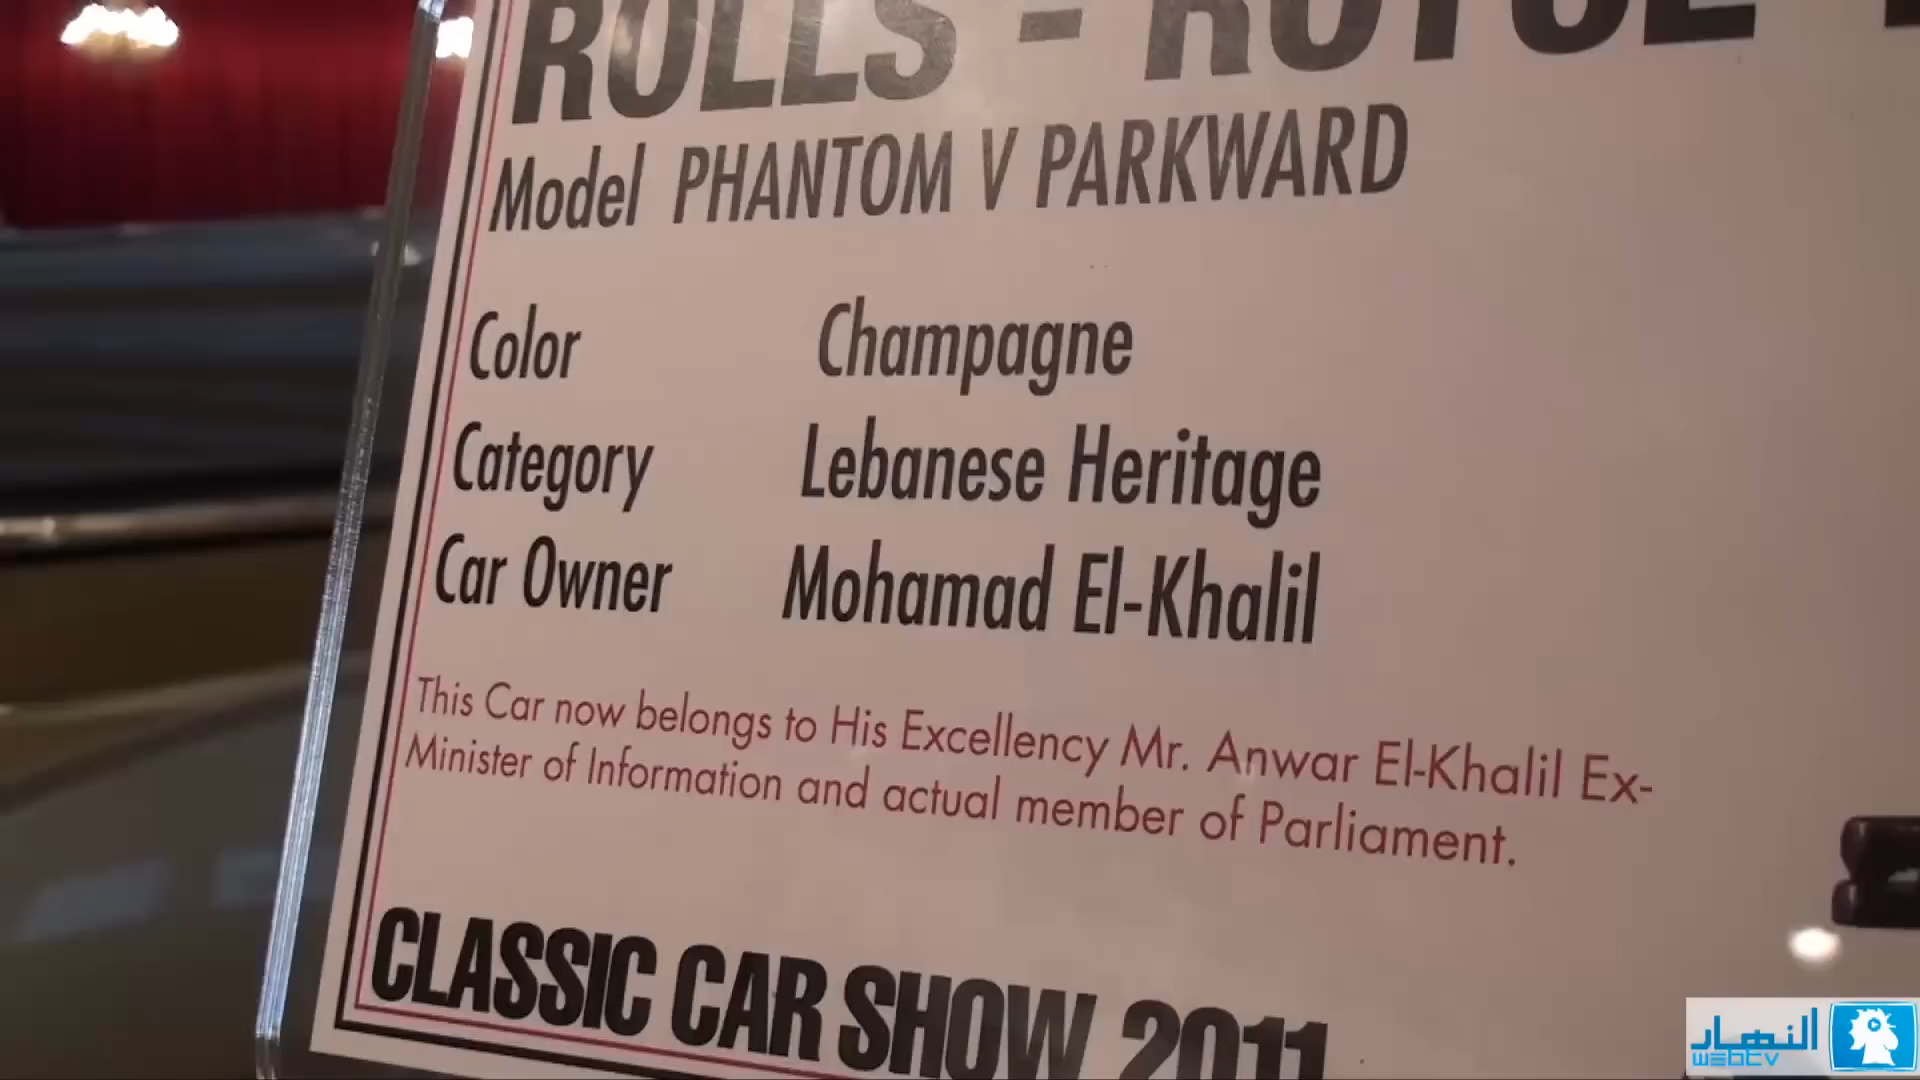 ROLLS - ROYCE
Model PHANTOM V PARKWARD
Color Champagne
Category Lebanese Heritage
Car Owner Mohamad El-Khalil
This Car now belongs to His Excellency Mr. Anwar El-Khalil Ex-
Minister of Information and actual member of Parliament.
CLASSIC CAR SHOW 2011
النهار
webtv